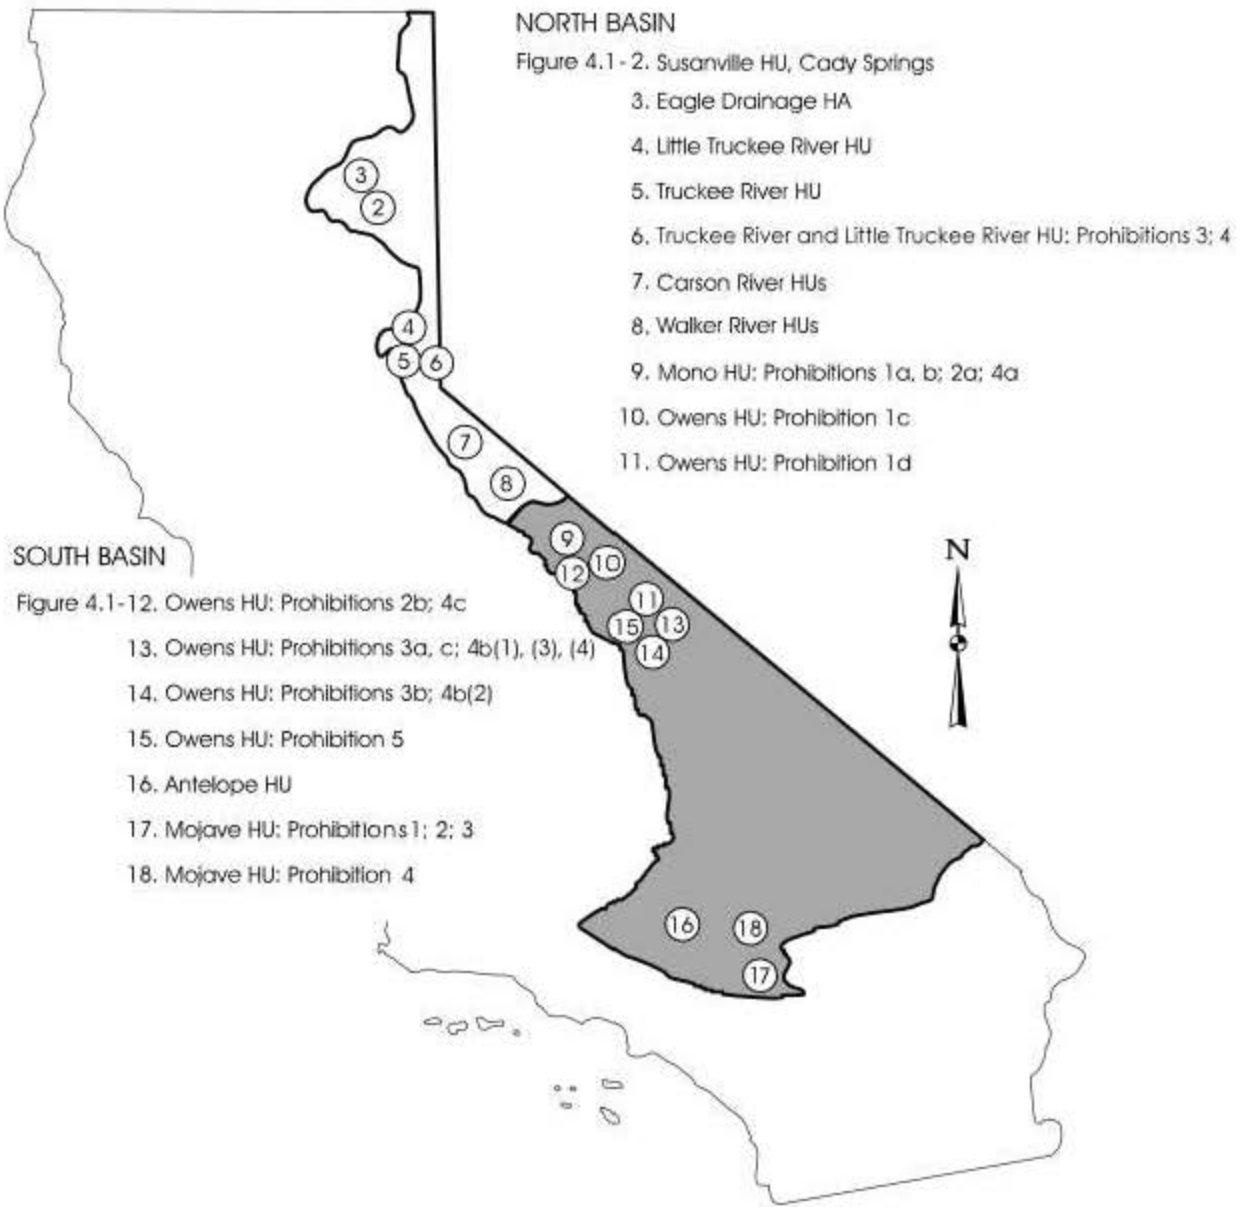 NORTH BASIN
Figure 4.1-2. Susanville HU, Cady Springs
3. Eagle Drainage HA
4. Little Truckee River HU
5. Truckee River HU
6. Truckee River and Little Truckee River HU: Prohibitions 3; 4
7. Carson River HUs
8. Walker River HUs
9. Mono HU: Prohibitions 1a, b; 2a; 4a
10. Owens HU: Prohibition 1c
11. Owens HU: Prohibition 1d
SOUTH BASIN
Figure 4.1-12. Owens HU: Prohibitions 2b; 4c
13. Owens HU: Prohibitions 3a, c; 4b(1), (3), (4)
14. Owens HU: Prohibitions 3b; 4b(2)
15. Owens HU: Prohibition 5
16. Antelope HU
17. Mojave HU: Prohibitions 1; 2; 3
18. Mojave HU: Prohibition 4
3
2
4
5
6
7
8
9
10
12
11
15
13
14
16
18
17
N